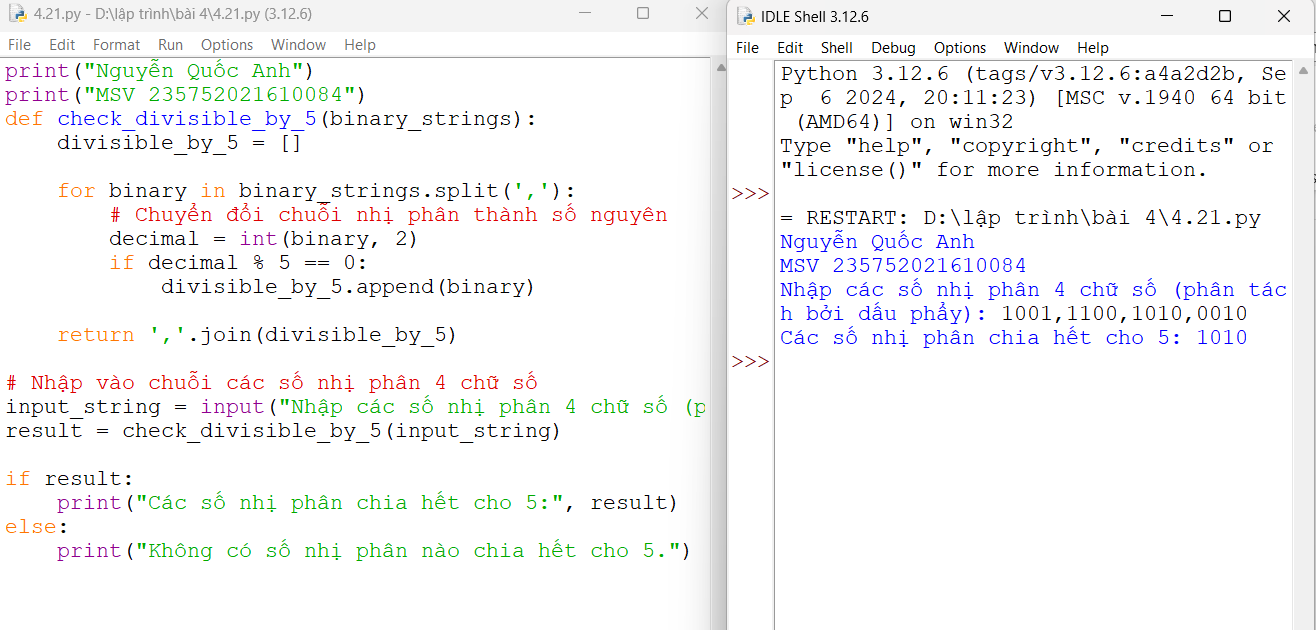 4.21.py - D:\lập trình\bài 4\4.21.py (3.12.6)
File Edit Format Run Options Window Help
print("Nguyễn Quốc Anh")
print("MSV 235752021610084")
def check_divisible_by_5(binary_strings):
    divisible_by_5 = []
    for binary in binary_strings.split(','):
        # Chuyển đổi chuỗi nhị phân thành số nguyên
        decimal = int(binary, 2)
        if decimal % 5 == 0:
            divisible_by_5.append(binary)
    return ','.join(divisible_by_5)
# Nhập vào chuỗi các số nhị phân 4 chữ số
input_string = input("Nhập các số nhị phân 4 chữ số (p
result = check_divisible_by_5(input_string)
if result:
    print("Các số nhị phân chia hết cho 5:", result)
else:
    print("Không có số nhị phân nào chia hết cho 5.")
IDLE Shell 3.12.6
File Edit Shell Debug Options Window Help
Python 3.12.6 (tags/v3.12.6:a4a2d2b, Se
p  6 2024, 20:11:23) [MSC v.1940 64 bit
 (AMD64)] on win32
Type "help", "copyright", "credits" or
"license()" for more information.
>>>
= RESTART: D:\lập trình\bài 4\4.21.py
Nguyễn Quốc Anh
MSV 235752021610084
Nhập các số nhị phân 4 chữ số (phân tác
h bởi dấu phẩy): 1001,1100,1010,0010
Các số nhị phân chia hết cho 5: 1010
>>>